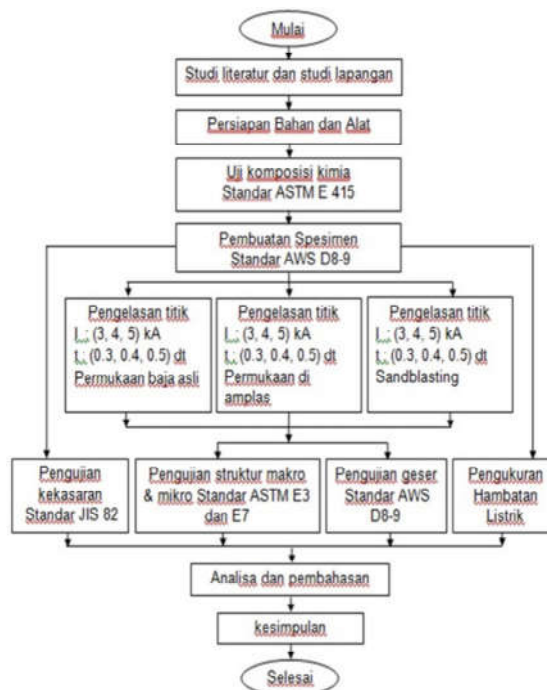 Mulai
Studi literatur dan studi lapangan
Persiapan Bahan dan Alat
Uji komposisi kimia
Standar ASTM E 415
Pembuatan Spesimen
Standar AWS D8-9
Pengelasan titik
I : (3, 4, 5) kA
t : (0.3, 0.4, 0.5) dt
Permukaan baja asli
Pengelasan titik
I : (3, 4, 5) kA
t : (0.3, 0.4, 0.5) dt
Permukaan di
amplas
Pengelasan titik
I : (3, 4, 5) kA
t : (0.3, 0.4, 0.5) dt
Sandblasting
Pengujian
kekasaran
Standar JIS 82
Pengujian struktur makro
& mikro Standar ASTM E3
dan E7
Pengujian geser
Standar AWS
D8-9
Pengukuran
Hambatan
Listrik
Analisa dan pembahasan
kesimpulan
Selesai